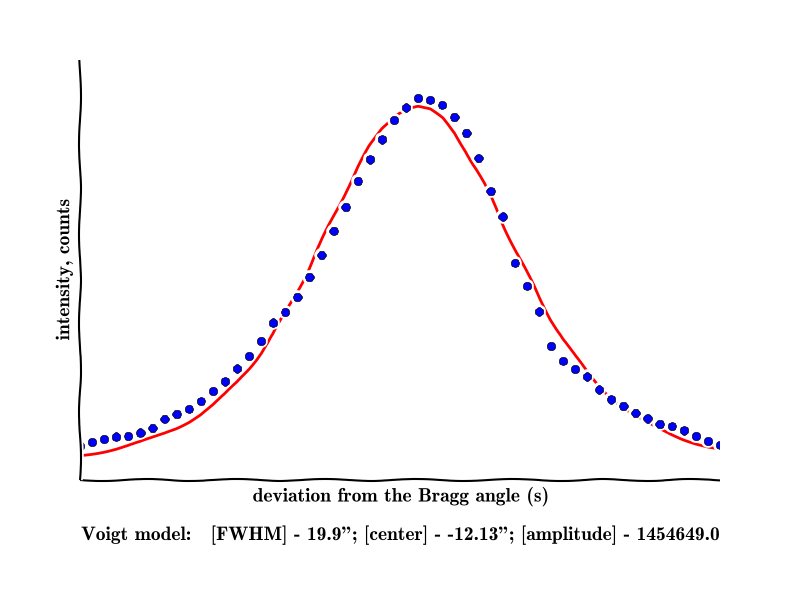 intensity, counts
deviation from the Bragg angle (s)
Voigt model: [FWHM] - 19.9”; [center] - -12.13”; [amplitude] - 1454649.0